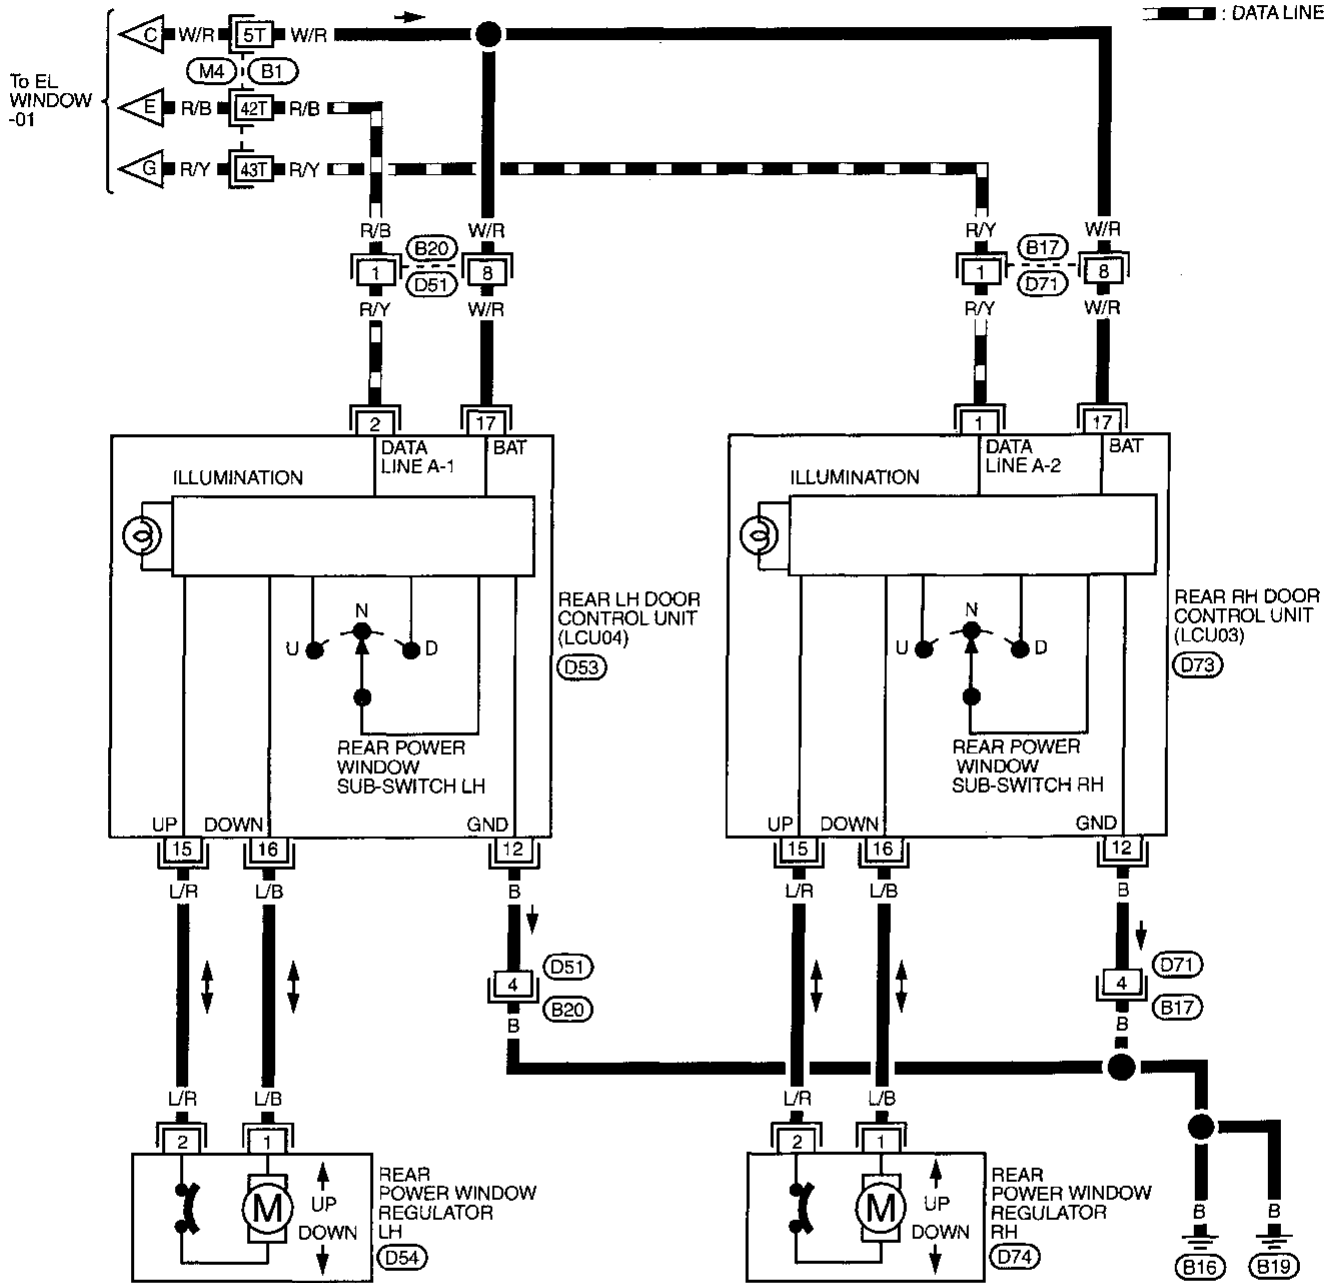 : DATA LINE
To EL
WINDOW
-01
C W/R 5T W/R
M4 B1
E R/B 42T R/B
G R/Y 43T R/Y
R/B W/R
B20
1 8
D51
R/Y W/R
R/Y W/R
B17
1 8
D71
R/Y W/R
2 17
DATA
LINE A-1
BAT
ILLUMINATION
U N D
REAR POWER
WINDOW
SUB-SWITCH LH
UP DOWN GND
15 16 12
REAR LH DOOR
CONTROL UNIT
(LCU04)
D53
1 17
DATA
LINE A-2
BAT
ILLUMINATION
U N D
REAR POWER
WINDOW
SUB-SWITCH RH
UP DOWN GND
15 16 12
REAR RH DOOR
CONTROL UNIT
(LCU03)
D73
L/R L/B B
D51
4
B20
B
L/R L/B B
D71
4
B17
B
L/R L/B
2 1
M
UP
DOWN
REAR
POWER WINDOW
REGULATOR
LH
D54
L/R L/B
2 1
M
UP
DOWN
REAR
POWER WINDOW
REGULATOR
RH
D74
B B
B16 B19